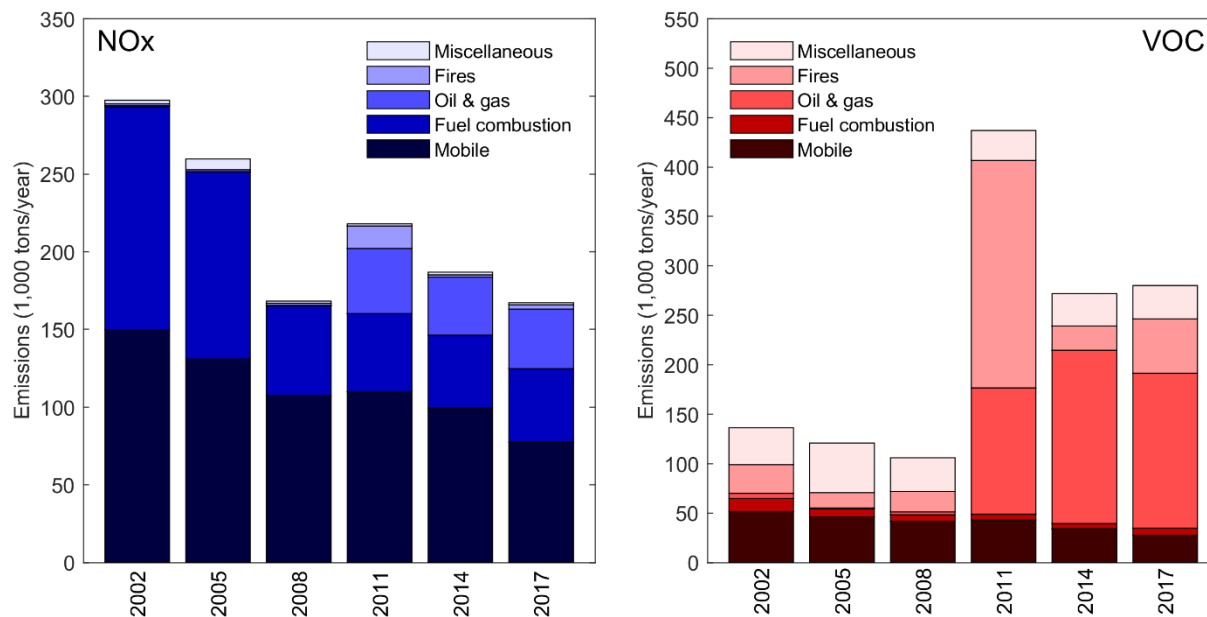 NOx
Miscellaneous
Fires
Oil & gas
Fuel combustion
Mobile
Emissions (1,000 tons/year)
350
300
250
200
150
100
50
0
2002
2005
2008
2011
2014
2017
VOC
Miscellaneous
Fires
Oil & gas
Fuel combustion
Mobile
Emissions (1,000 tons/year)
550
500
450
400
350
300
250
200
150
100
50
0
2002
2005
2008
2011
2014
2017